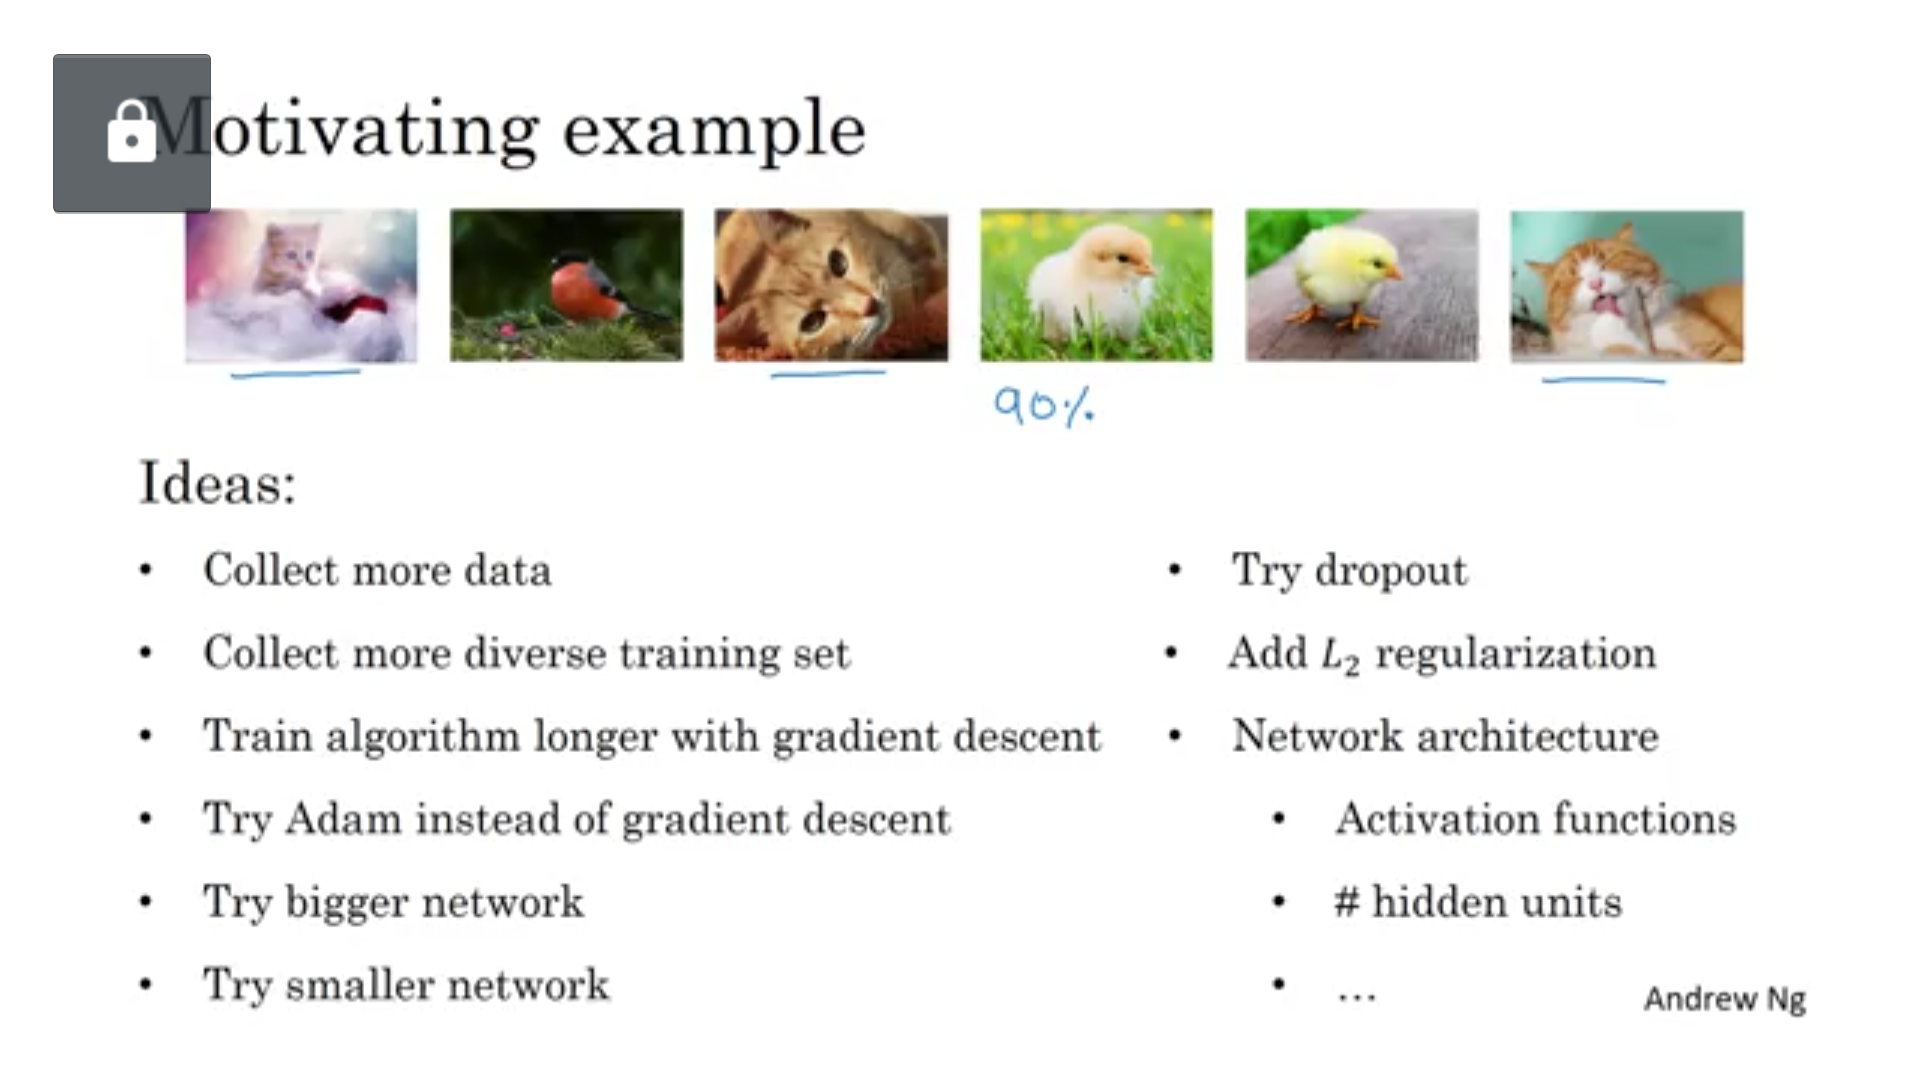 Motivating example
90%
Ideas:
• Collect more data
• Collect more diverse training set
• Train algorithm longer with gradient descent
• Try Adam instead of gradient descent
• Try bigger network
• Try smaller network
• Try dropout
• Add L₂ regularization
• Network architecture
• Activation functions
• # hidden units
• ...
Andrew Ng